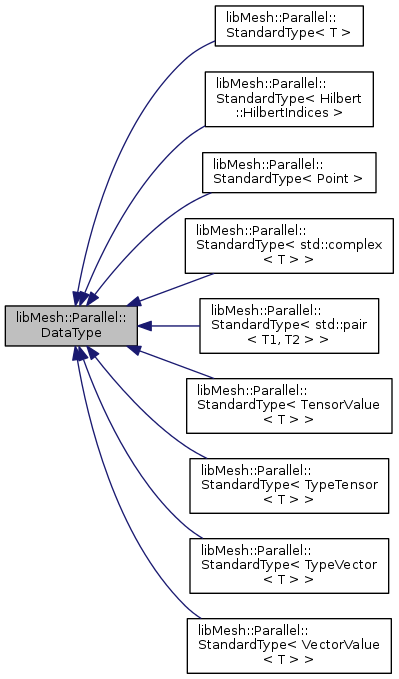 libMesh::Parallel::
StandardType< T >
libMesh::Parallel::
StandardType< Hilbert
::HilbertIndices >
libMesh::Parallel::
StandardType< Point >
libMesh::Parallel::
StandardType< std::complex
< T > >
libMesh::Parallel::
DataType
libMesh::Parallel::
StandardType< std::pair
< T1, T2 > >
libMesh::Parallel::
StandardType< TensorValue
< T > >
libMesh::Parallel::
StandardType< TypeTensor
< T > >
libMesh::Parallel::
StandardType< TypeVector
< T > >
libMesh::Parallel::
StandardType< VectorValue
< T > >